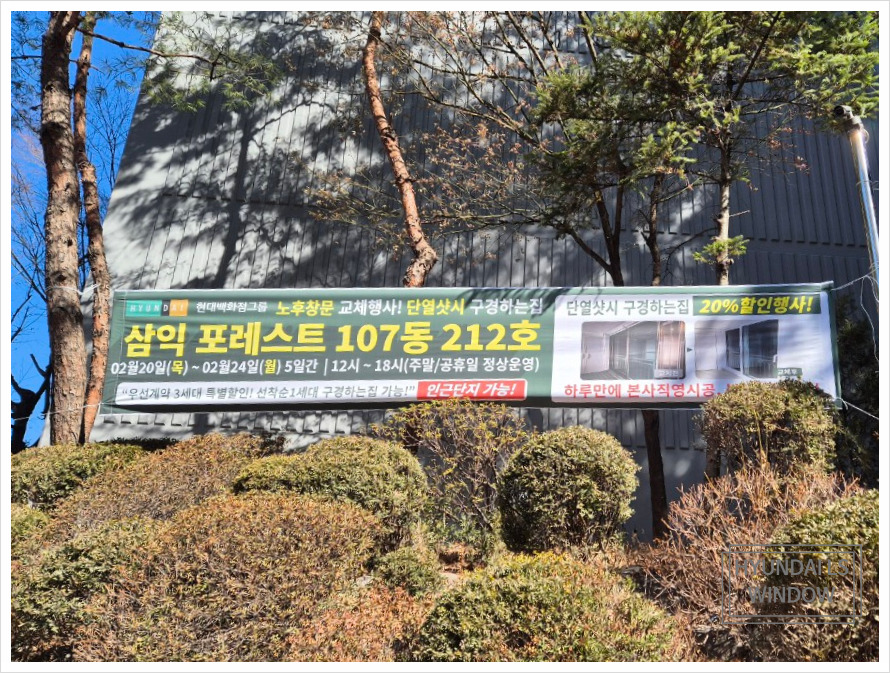 HYUNDAI 현대백화점그룹 노후창문 교체행사! 단열샷시 구경하는집
삼익 포레스트 107동 212호
02월20일(목) ~ 02월24일(월) 5일간 | 12시 ~ 18시(주말/공휴일 정상운영)
"우선계약 3세대 특별할인! 선착순1세대 구경하는집 가능!" 인근단지 가능!
단열샷시 구경하는집 20%할인행사!
하루만에 본사직영시공
WINDOW